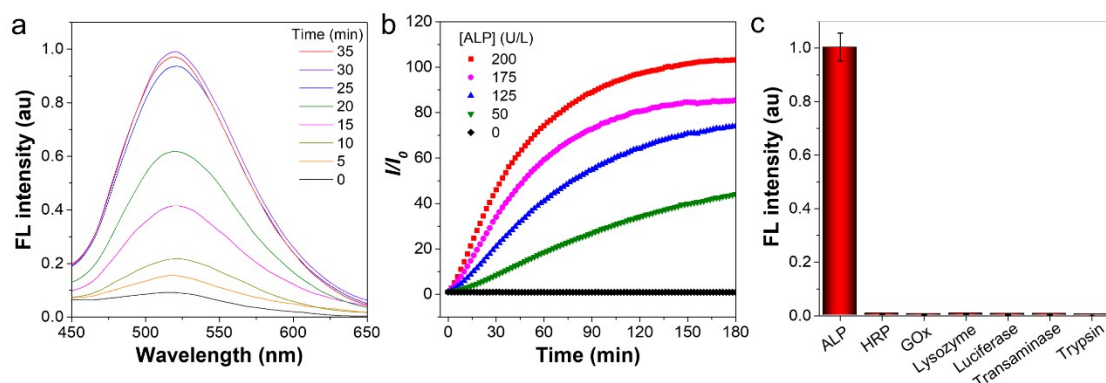 a
Time (min)
35
30
25
20
15
10
5
0
FL intensity (au)
1.0
0.8
0.6
0.4
0.2
0.0
450 500 550 600 650
Wavelength (nm)
b
[ALP] (U/L)
200
175
125
50
0
I/I0
120
100
80
60
40
20
0
0 30 60 90 120 150 180
Time (min)
c
FL intensity (au)
1.0
0.8
0.6
0.4
0.2
0.0
ALP
HRP
GOx
Lysozyme
Luciferase
Transaminase
Trypsin